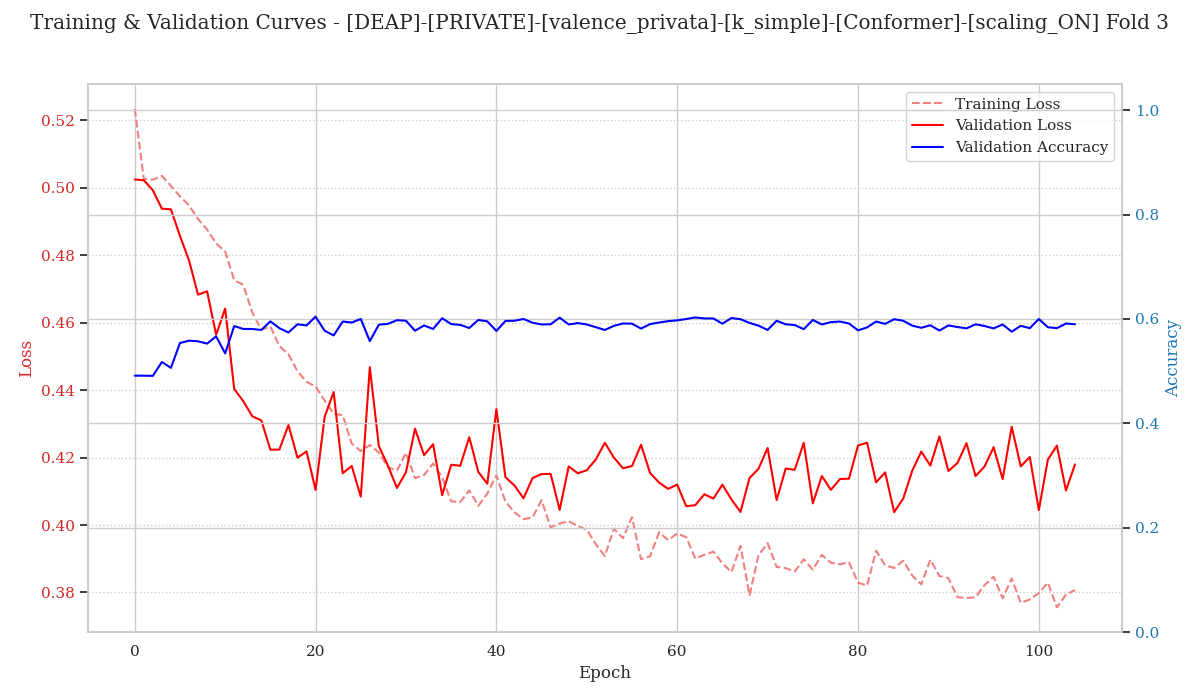 Training & Validation Curves - [DEAP]-[PRIVATE]-[valence_privata]-[k_simple]-[Conformer]-[scaling_ON] Fold 3
Training Loss
Validation Loss
Validation Accuracy
0.52
0.50
0.48
0.46
0.44
0.42
0.40
0.38
Loss
1.0
0.8
0.6
0.4
0.2
0.0
Accuracy
0 20 40 60 80 100
Epoch